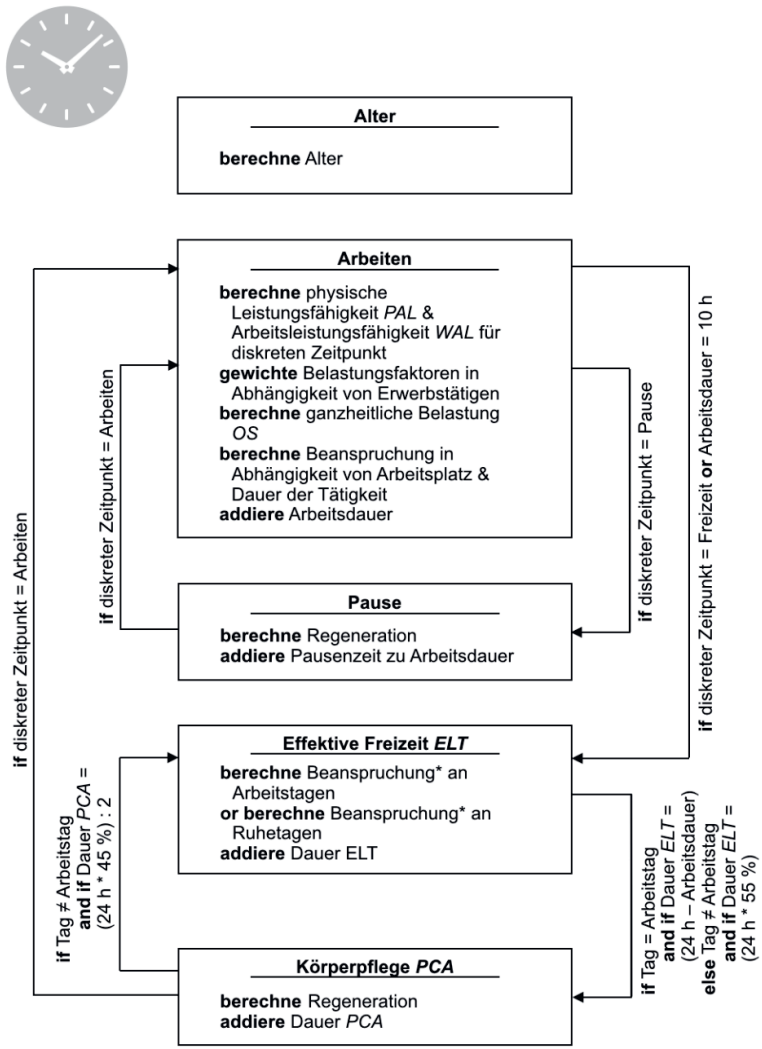 Alter
berechne Alter
Arbeiten
berechne physische
Leistungsfähigkeit PAL &
Arbeitsleistungsfähigkeit WAL für
diskreten Zeitpunkt
gewichte Belastungsfaktoren in
Abhängigkeit von Erwerbstätigen
berechne ganzheitliche Belastung
OS
berechne Beanspruchung in
Abhängigkeit von Arbeitsplatz &
Dauer der Tätigkeit
addiere Arbeitsdauer
if diskreter Zeitpunkt = Arbeiten
if diskreter Zeitpunkt = Arbeiten
if diskreter Zeitpunkt = Pause
if diskreter Zeitpunkt = Freizeit or Arbeitsdauer = 10 h
Pause
berechne Regeneration
addiere Pausenzeit zu Arbeitsdauer
Effektive Freizeit ELT
berechne Beanspruchung* an
Arbeitstagen
or berechne Beanspruchung* an
Ruhetagen
addiere Dauer ELT
if Tag ≠ Arbeitstag
and if Dauer PCA =
(24 h * 45 %) : 2
if Tag = Arbeitstag
and if Dauer ELT =
(24 h – Arbeitsdauer)
else Tag ≠ Arbeitstag
and if Dauer ELT =
(24 h * 55 %)
Körperpflege PCA
berechne Regeneration
addiere Dauer PCA